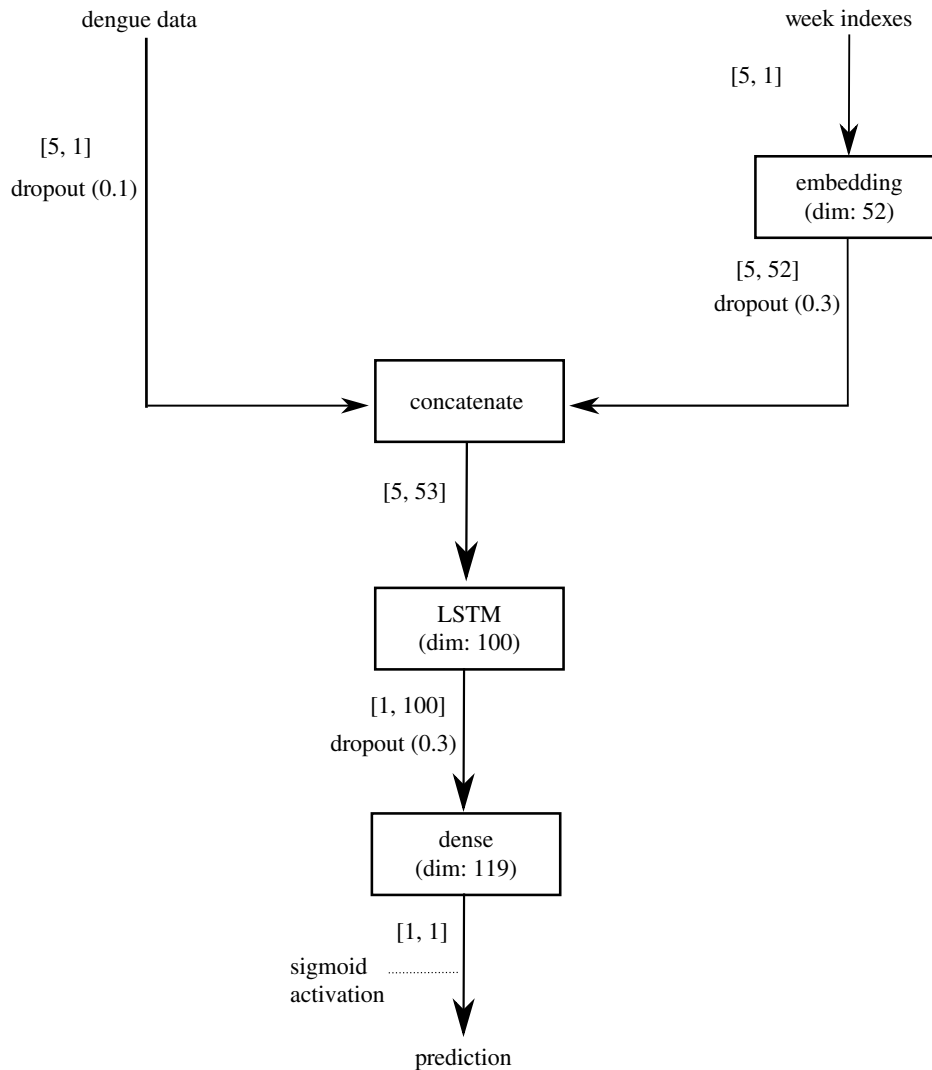 dengue data
week indexes
[5, 1]
[5, 1]
dropout (0.1)
embedding
(dim: 52)
[5, 52]
dropout (0.3)
concatenate
[5, 53]
LSTM
(dim: 100)
[1, 100]
dropout (0.3)
dense
(dim: 119)
[1, 1]
sigmoid
activation
prediction